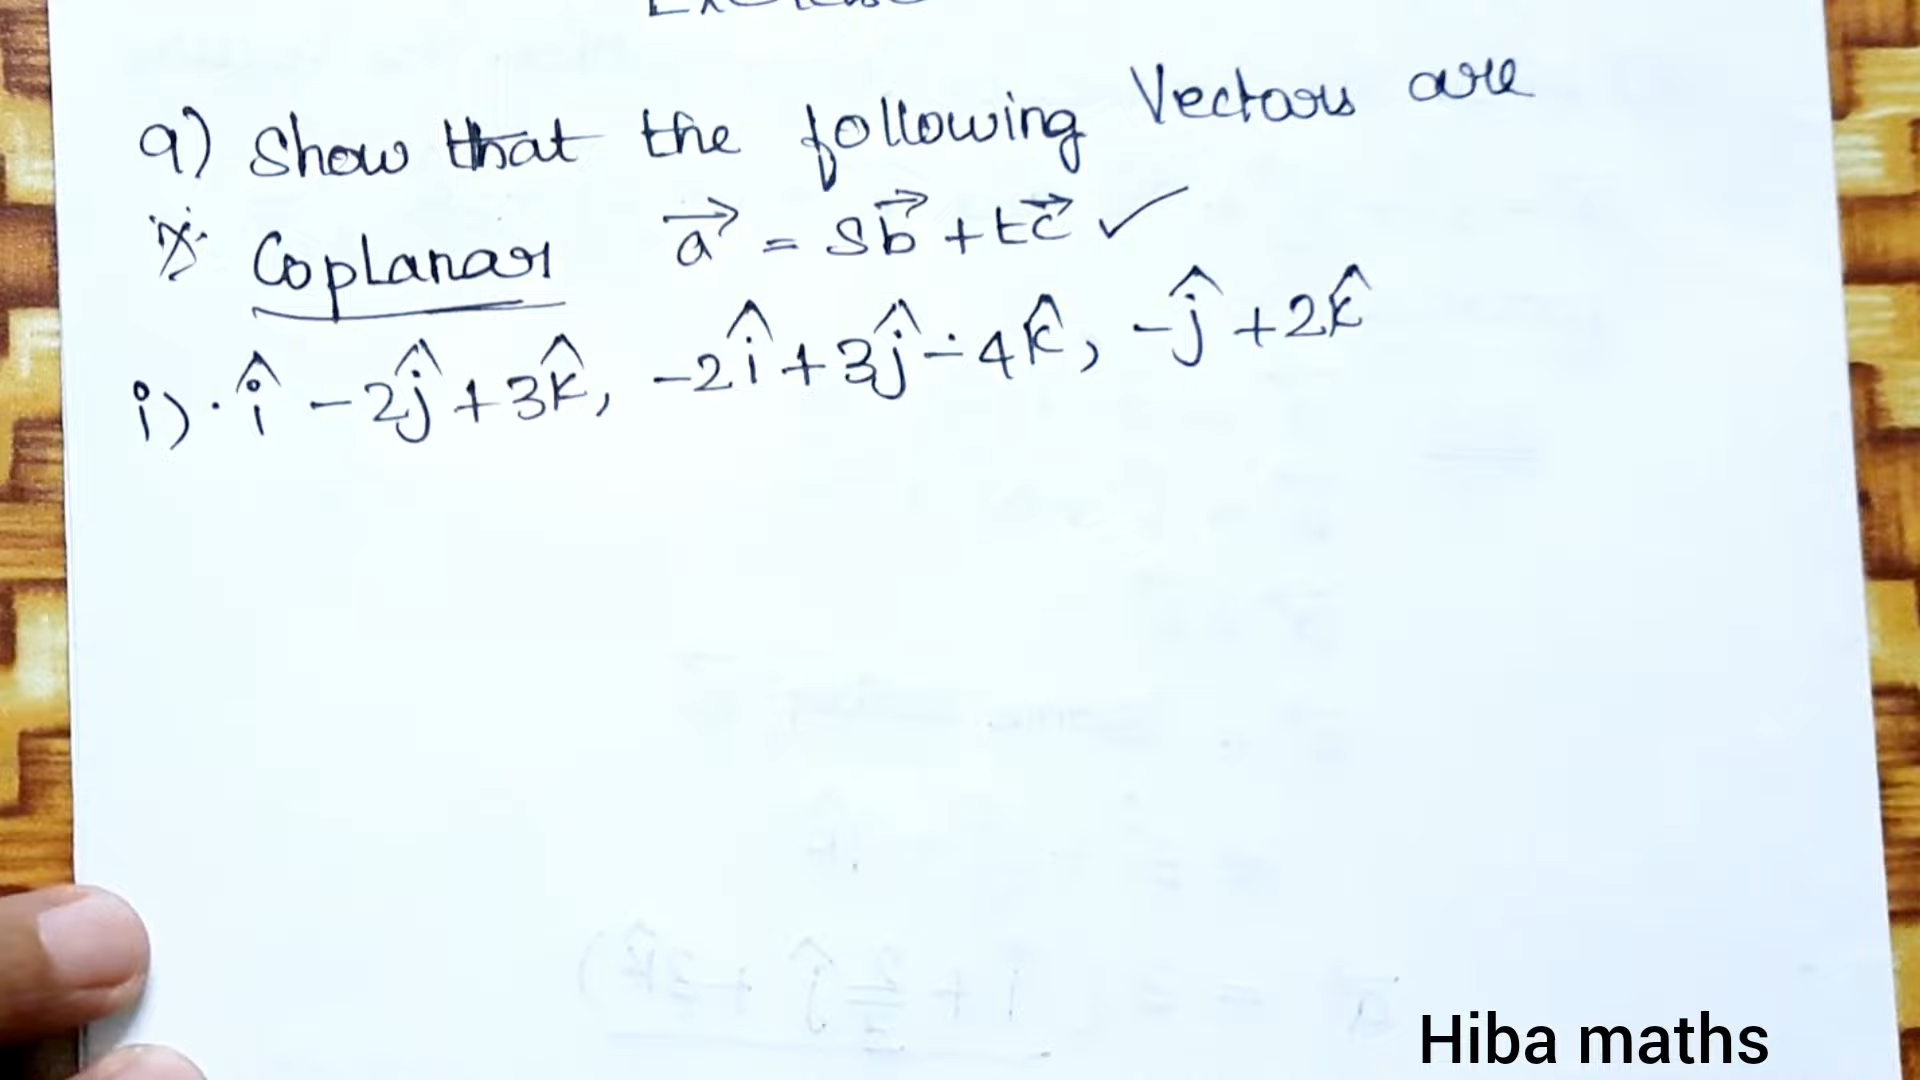 9) Show that the following Vectors are
Coplanar a⃗ = sb⃗ + tc⃗ ✓
i) î - 2ĵ + 3k̂, -2î + 3ĵ - 4k̂, -ĵ + 2k̂
Hiba maths